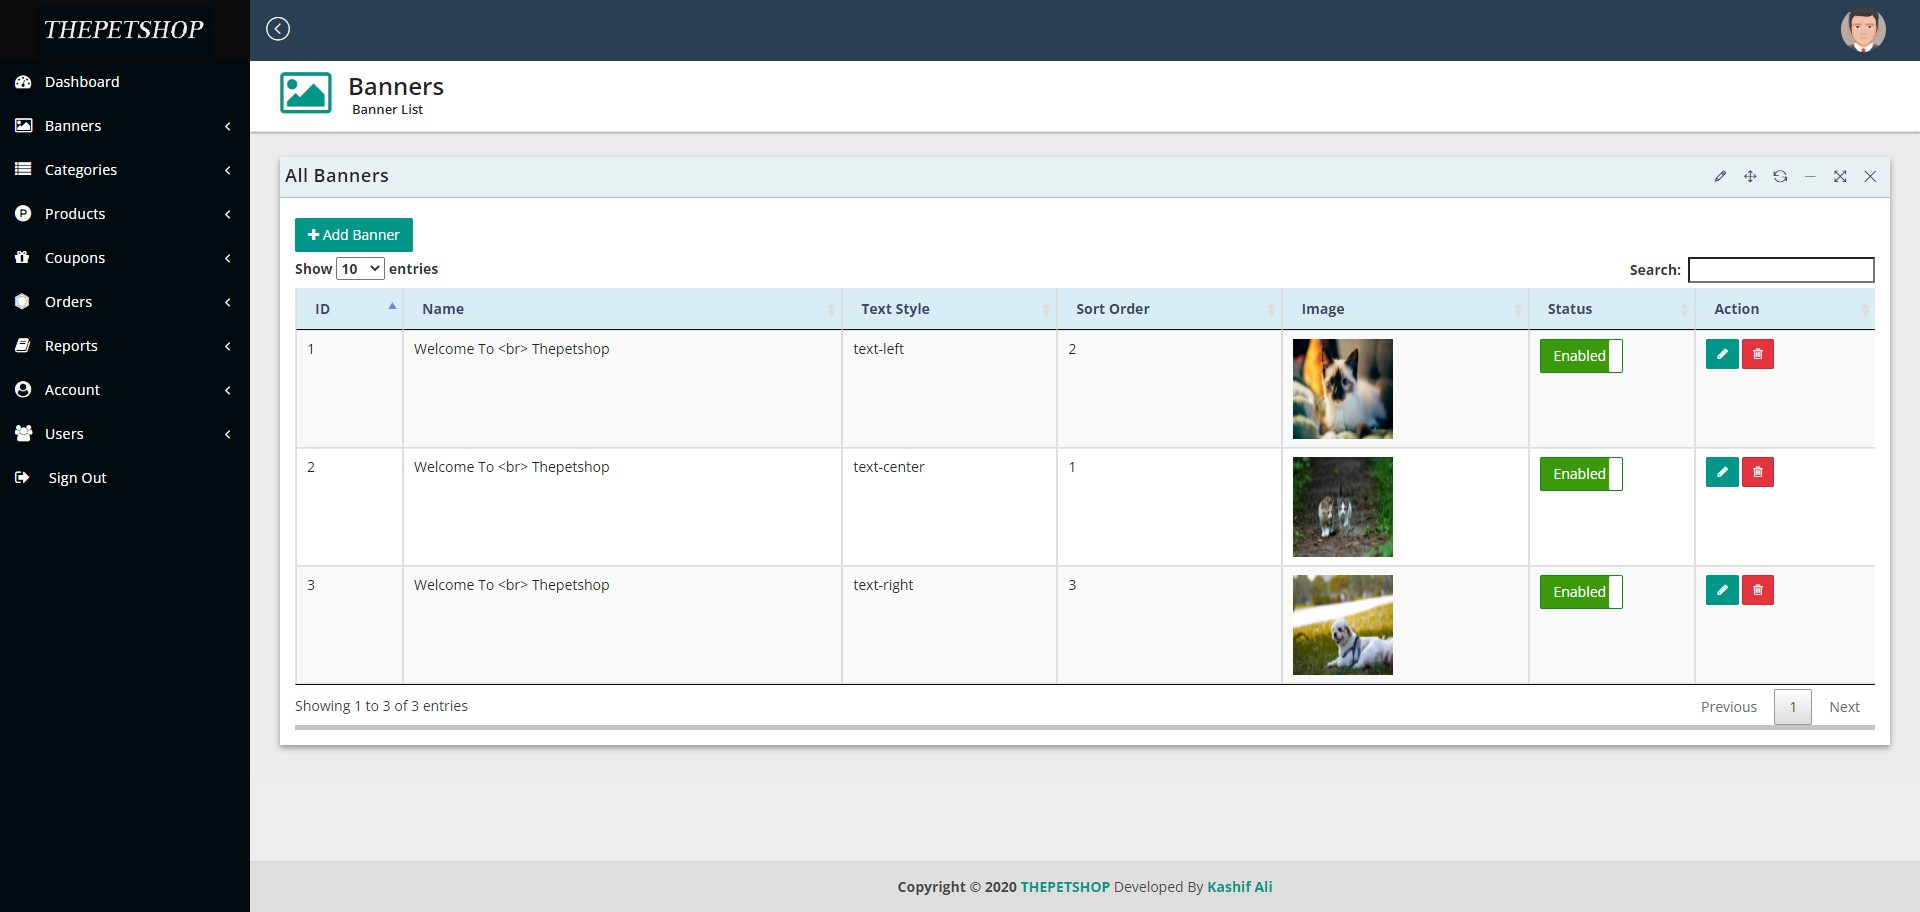 THEPETSHOP
Dashboard
Banners
Categories
Products
Coupons
Orders
Reports
Account
Users
Sign Out
Banners
Banner List
All Banners
Add Banner
Show 10 entries
Search:
ID Name Text Style Sort Order Image Status Action
1 Welcome To <br> Thepetshop text-left 2 Enabled
2 Welcome To <br> Thepetshop text-center 1 Enabled
3 Welcome To <br> Thepetshop text-right 3 Enabled
Showing 1 to 3 of 3 entries
Previous 1 Next
Copyright © 2020 THEPETSHOP Developed By Kashif Ali